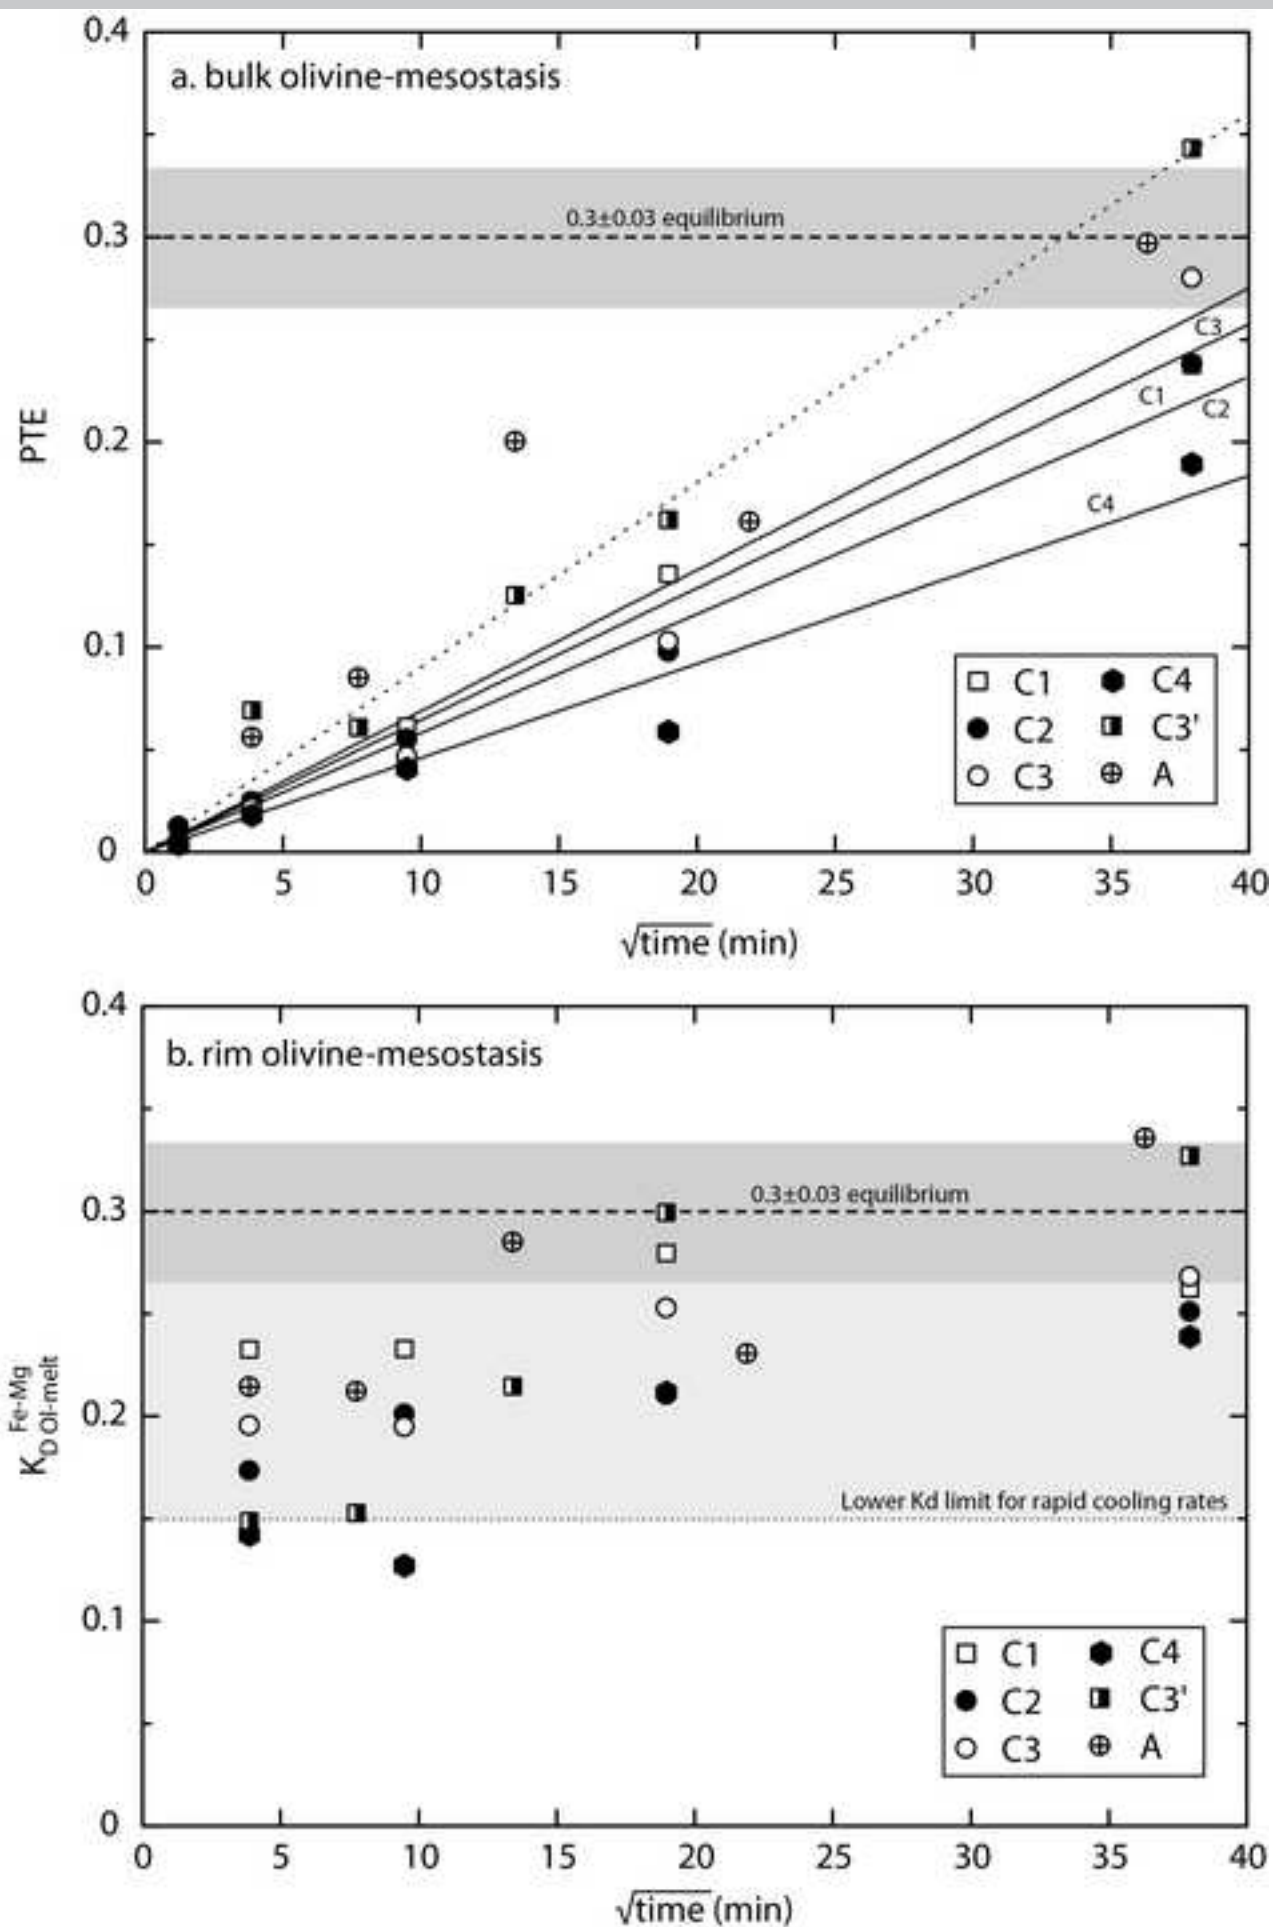 0.4
a. bulk olivine-mesostasis
0.3±0.03 equilibrium
0.3
C3
C1
C2
PTE
0.2
C4
0.1
C1 C4
C2 C3'
C3 A
0
0 5 10 15 20 25 30 35 40
√time (min)
0.4
b. rim olivine-mesostasis
0.3±0.03 equilibrium
0.3
K D Ol-melt Fe-Mg
0.2
Lower Kd limit for rapid cooling rates
0.1
C1 C4
C2 C3'
C3 A
0
0 5 10 15 20 25 30 35 40
√time (min)